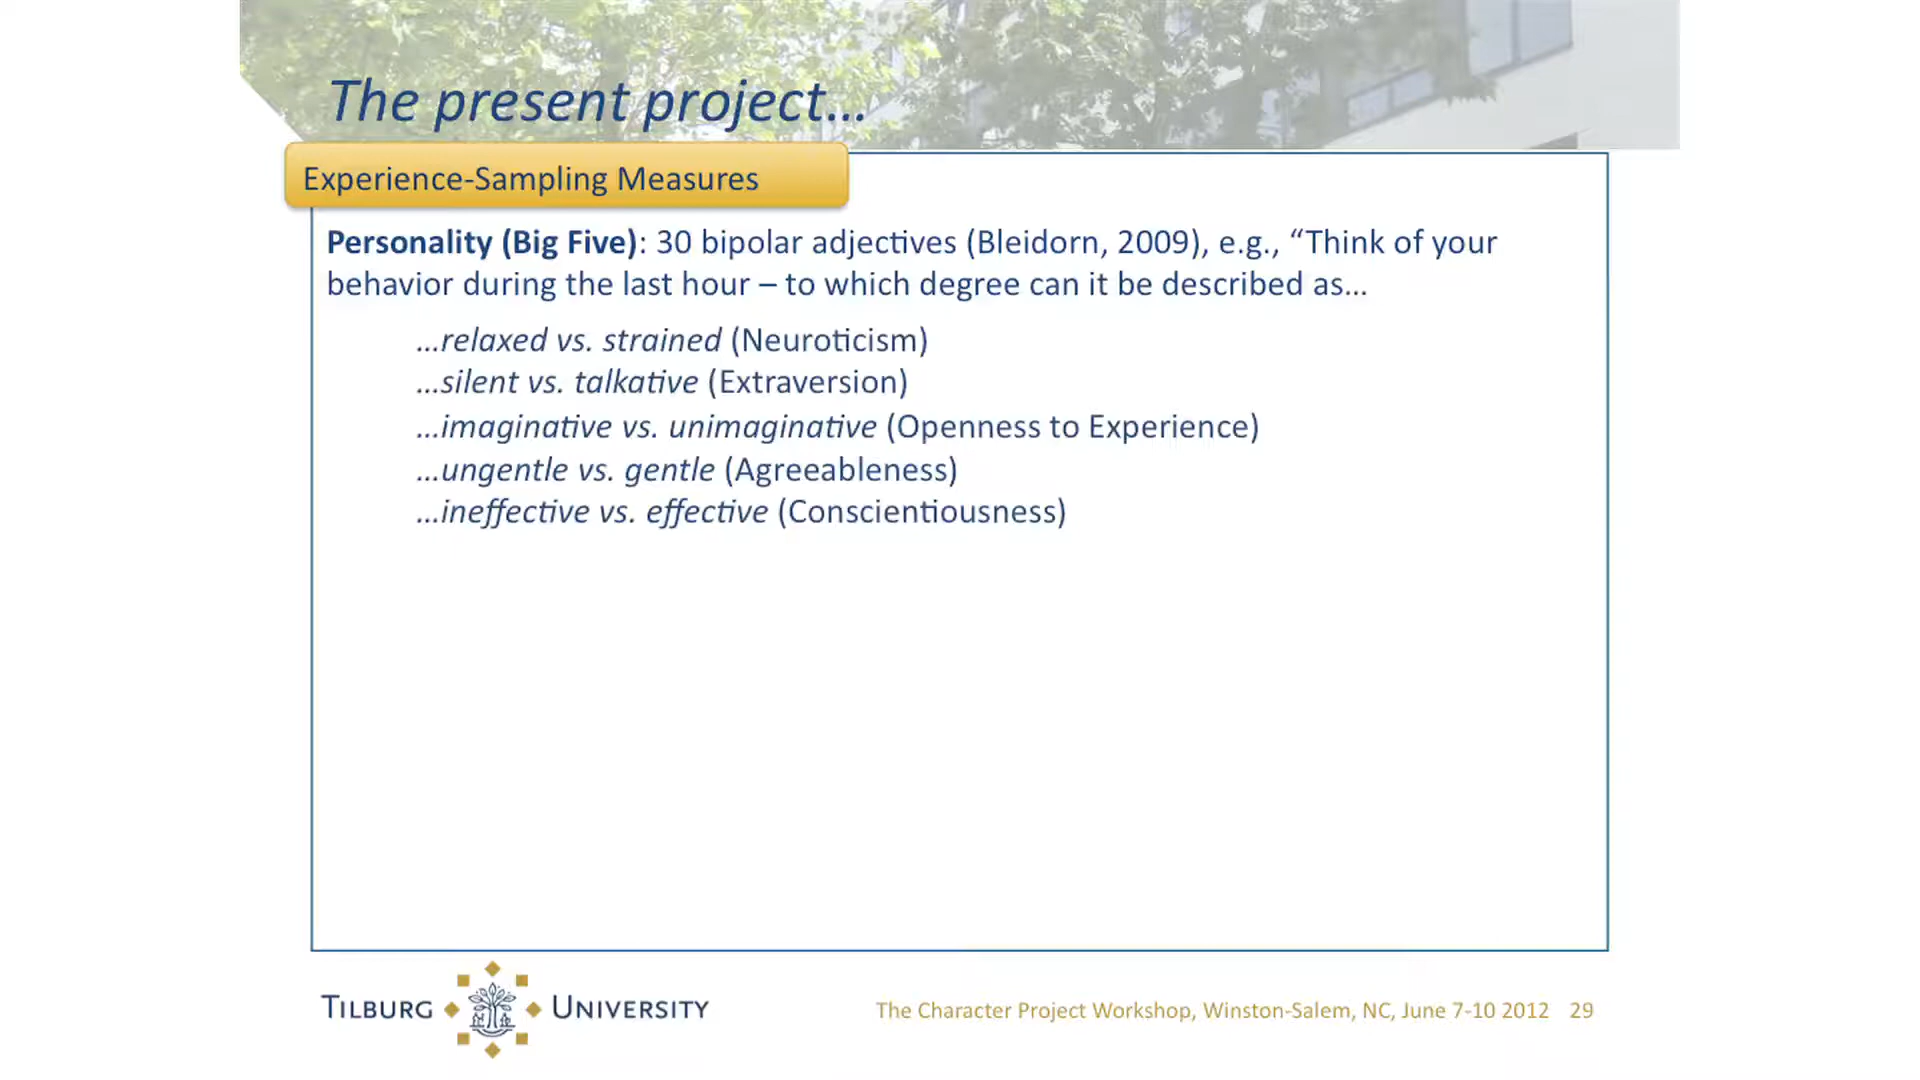 The present project...
Experience-Sampling Measures
Personality (Big Five): 30 bipolar adjectives (Bleidorn, 2009), e.g., “Think of your
behavior during the last hour – to which degree can it be described as...
...relaxed vs. strained (Neuroticism)
...silent vs. talkative (Extraversion)
...imaginative vs. unimaginative (Openness to Experience)
...ungentle vs. gentle (Agreeableness)
...ineffective vs. effective (Conscientiousness)
TILBURG UNIVERSITY
The Character Project Workshop, Winston-Salem, NC, June 7-10 2012 29